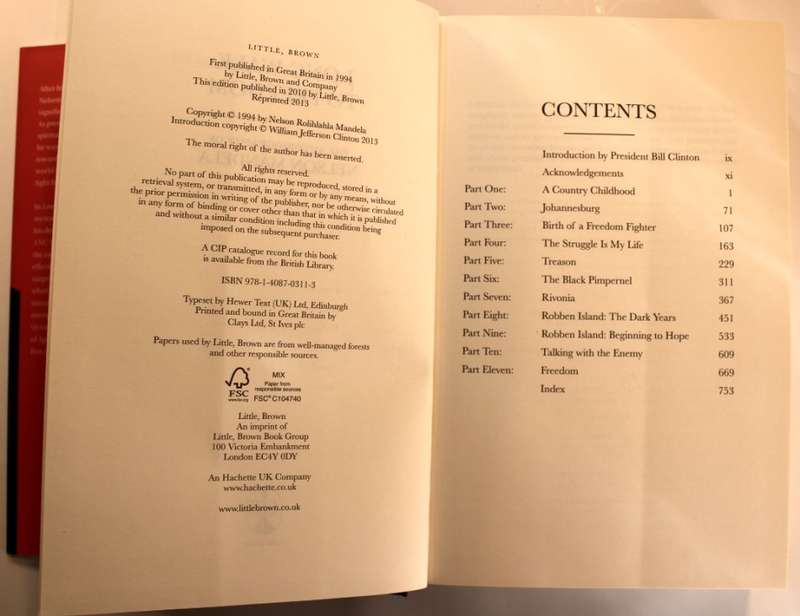 LITTLE, BROWN
First published in Great Britain in 1994
by Little, Brown and Company
This edition published in 2010 by Little, Brown
Reprinted 2013
Copyright © 1994 by Nelson Rolihlahla Mandela
Introduction copyright © William Jefferson Clinton 2013
The moral right of the author has been asserted.
All rights reserved.
No part of this publication may be reproduced, stored in a
retrieval system, or transmitted, in any form or by any means, without
the prior permission in writing of the publisher, nor be otherwise circulated
in any form of binding or cover other than that in which it is published
and without a similar condition including this condition being
imposed on the subsequent purchaser.
A CIP catalogue record for this book
is available from the British Library.
ISBN 978-1-4087-0311-3
Typeset by Hewer Text (UK) Ltd, Edinburgh
Printed and bound in Great Britain by
Clays Ltd, St Ives plc
Papers used by Little, Brown are from well-managed forests
and other responsible sources.
FSC
www.fsc.org
MIX
Paper from
responsible sources
FSC® C104740
Little, Brown
An imprint of
Little, Brown Book Group
100 Victoria Embankment
London EC4Y 0DY
An Hachette UK Company
www.hachette.co.uk
www.littlebrown.co.uk
CONTENTS
Introduction by President Bill Clinton ix
Acknowledgements xi
Part One: A Country Childhood 1
Part Two: Johannesburg 71
Part Three: Birth of a Freedom Fighter 107
Part Four: The Struggle Is My Life 163
Part Five: Treason 229
Part Six: The Black Pimpernel 311
Part Seven: Rivonia 367
Part Eight: Robben Island: The Dark Years 451
Part Nine: Robben Island: Beginning to Hope 533
Part Ten: Talking with the Enemy 609
Part Eleven: Freedom 669
Index 753